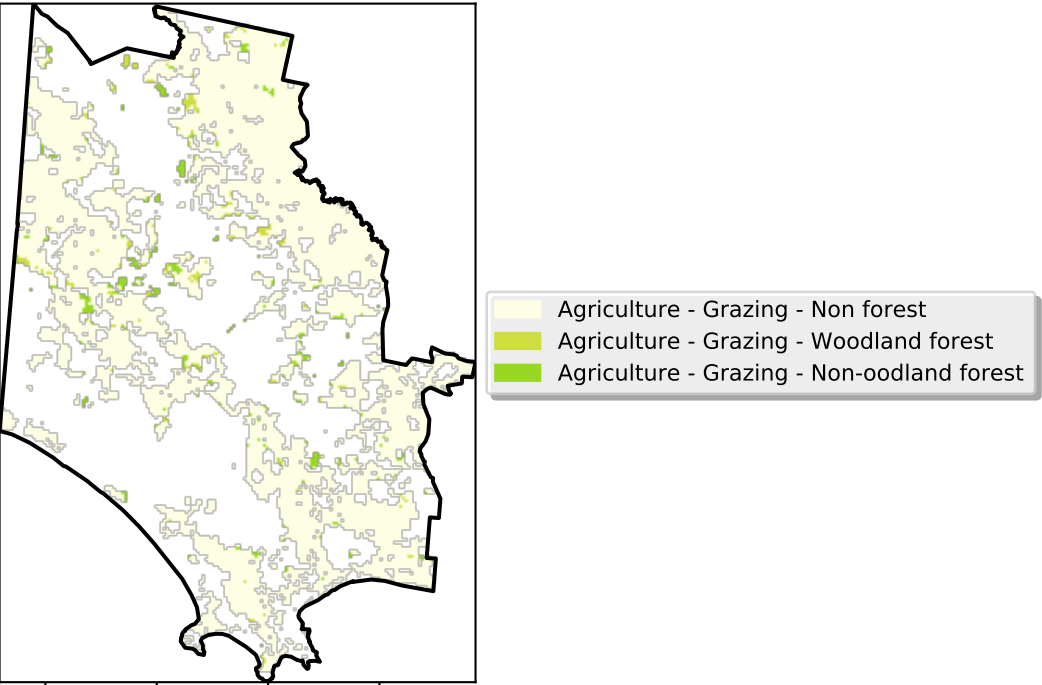 Agriculture - Grazing - Non forest
Agriculture - Grazing - Woodland forest
Agriculture - Grazing - Non-oodland forest